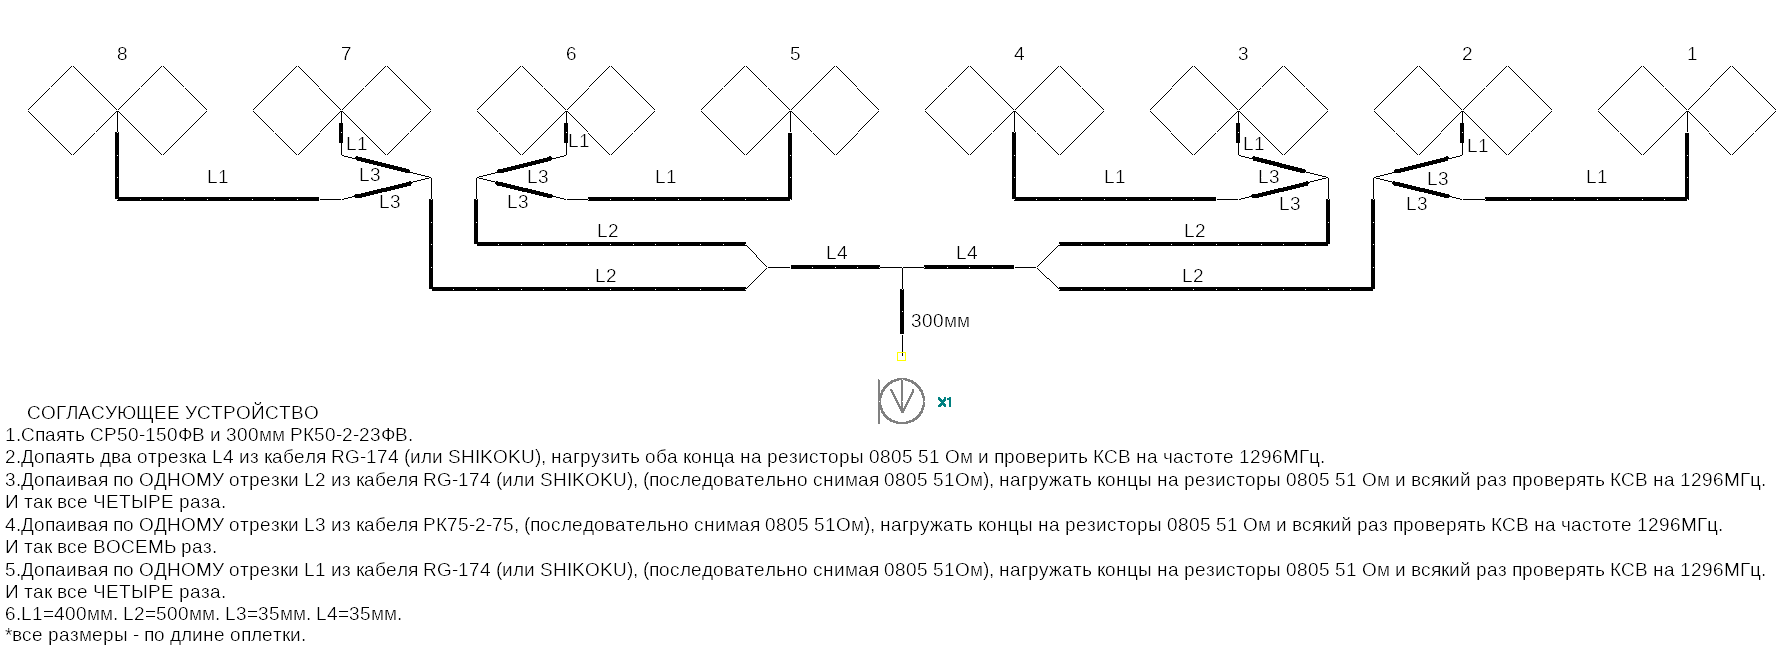 8 7 6 5 4 3 2 1
L1 L1 L1 L1
L3 L3 L3 L3
L1 L1 L1 L1
L3 L3 L3 L3
L2 L2
L4 L4
L2 L2
300мм
X1
СОГЛАСУЮЩЕЕ УСТРОЙСТВО
1.Спаять СР50-150ФВ и 300мм РК50-2-23ФВ.
2.Допаять два отрезка L4 из кабеля RG-174 (или SHIKOKU), нагрузить оба конца на резисторы 0805 51 Ом и проверить КСВ на частоте 1296МГц.
3.Допаивая по ОДНОМУ отрезки L2 из кабеля RG-174 (или SHIKOKU), (последовательно снимая 0805 51Ом), нагружать концы на резисторы 0805 51 Ом и всякий раз проверять КСВ на 1296МГц.
И так все ЧЕТЫРЕ раза.
4.Допаивая по ОДНОМУ отрезки L3 из кабеля РК75-2-75, (последовательно снимая 0805 51Ом), нагружать концы на резисторы 0805 51 Ом и всякий раз проверять КСВ на частоте 1296МГц.
И так все ВОСЕМЬ раз.
5.Допаивая по ОДНОМУ отрезки L1 из кабеля RG-174 (или SHIKOKU), (последовательно снимая 0805 51Ом), нагружать концы на резисторы 0805 51 Ом и всякий раз проверять КСВ на 1296МГц.
И так все ЧЕТЫРЕ раза.
6.L1=400мм. L2=500мм. L3=35мм. L4=35мм.
*все размеры - по длине оплетки.